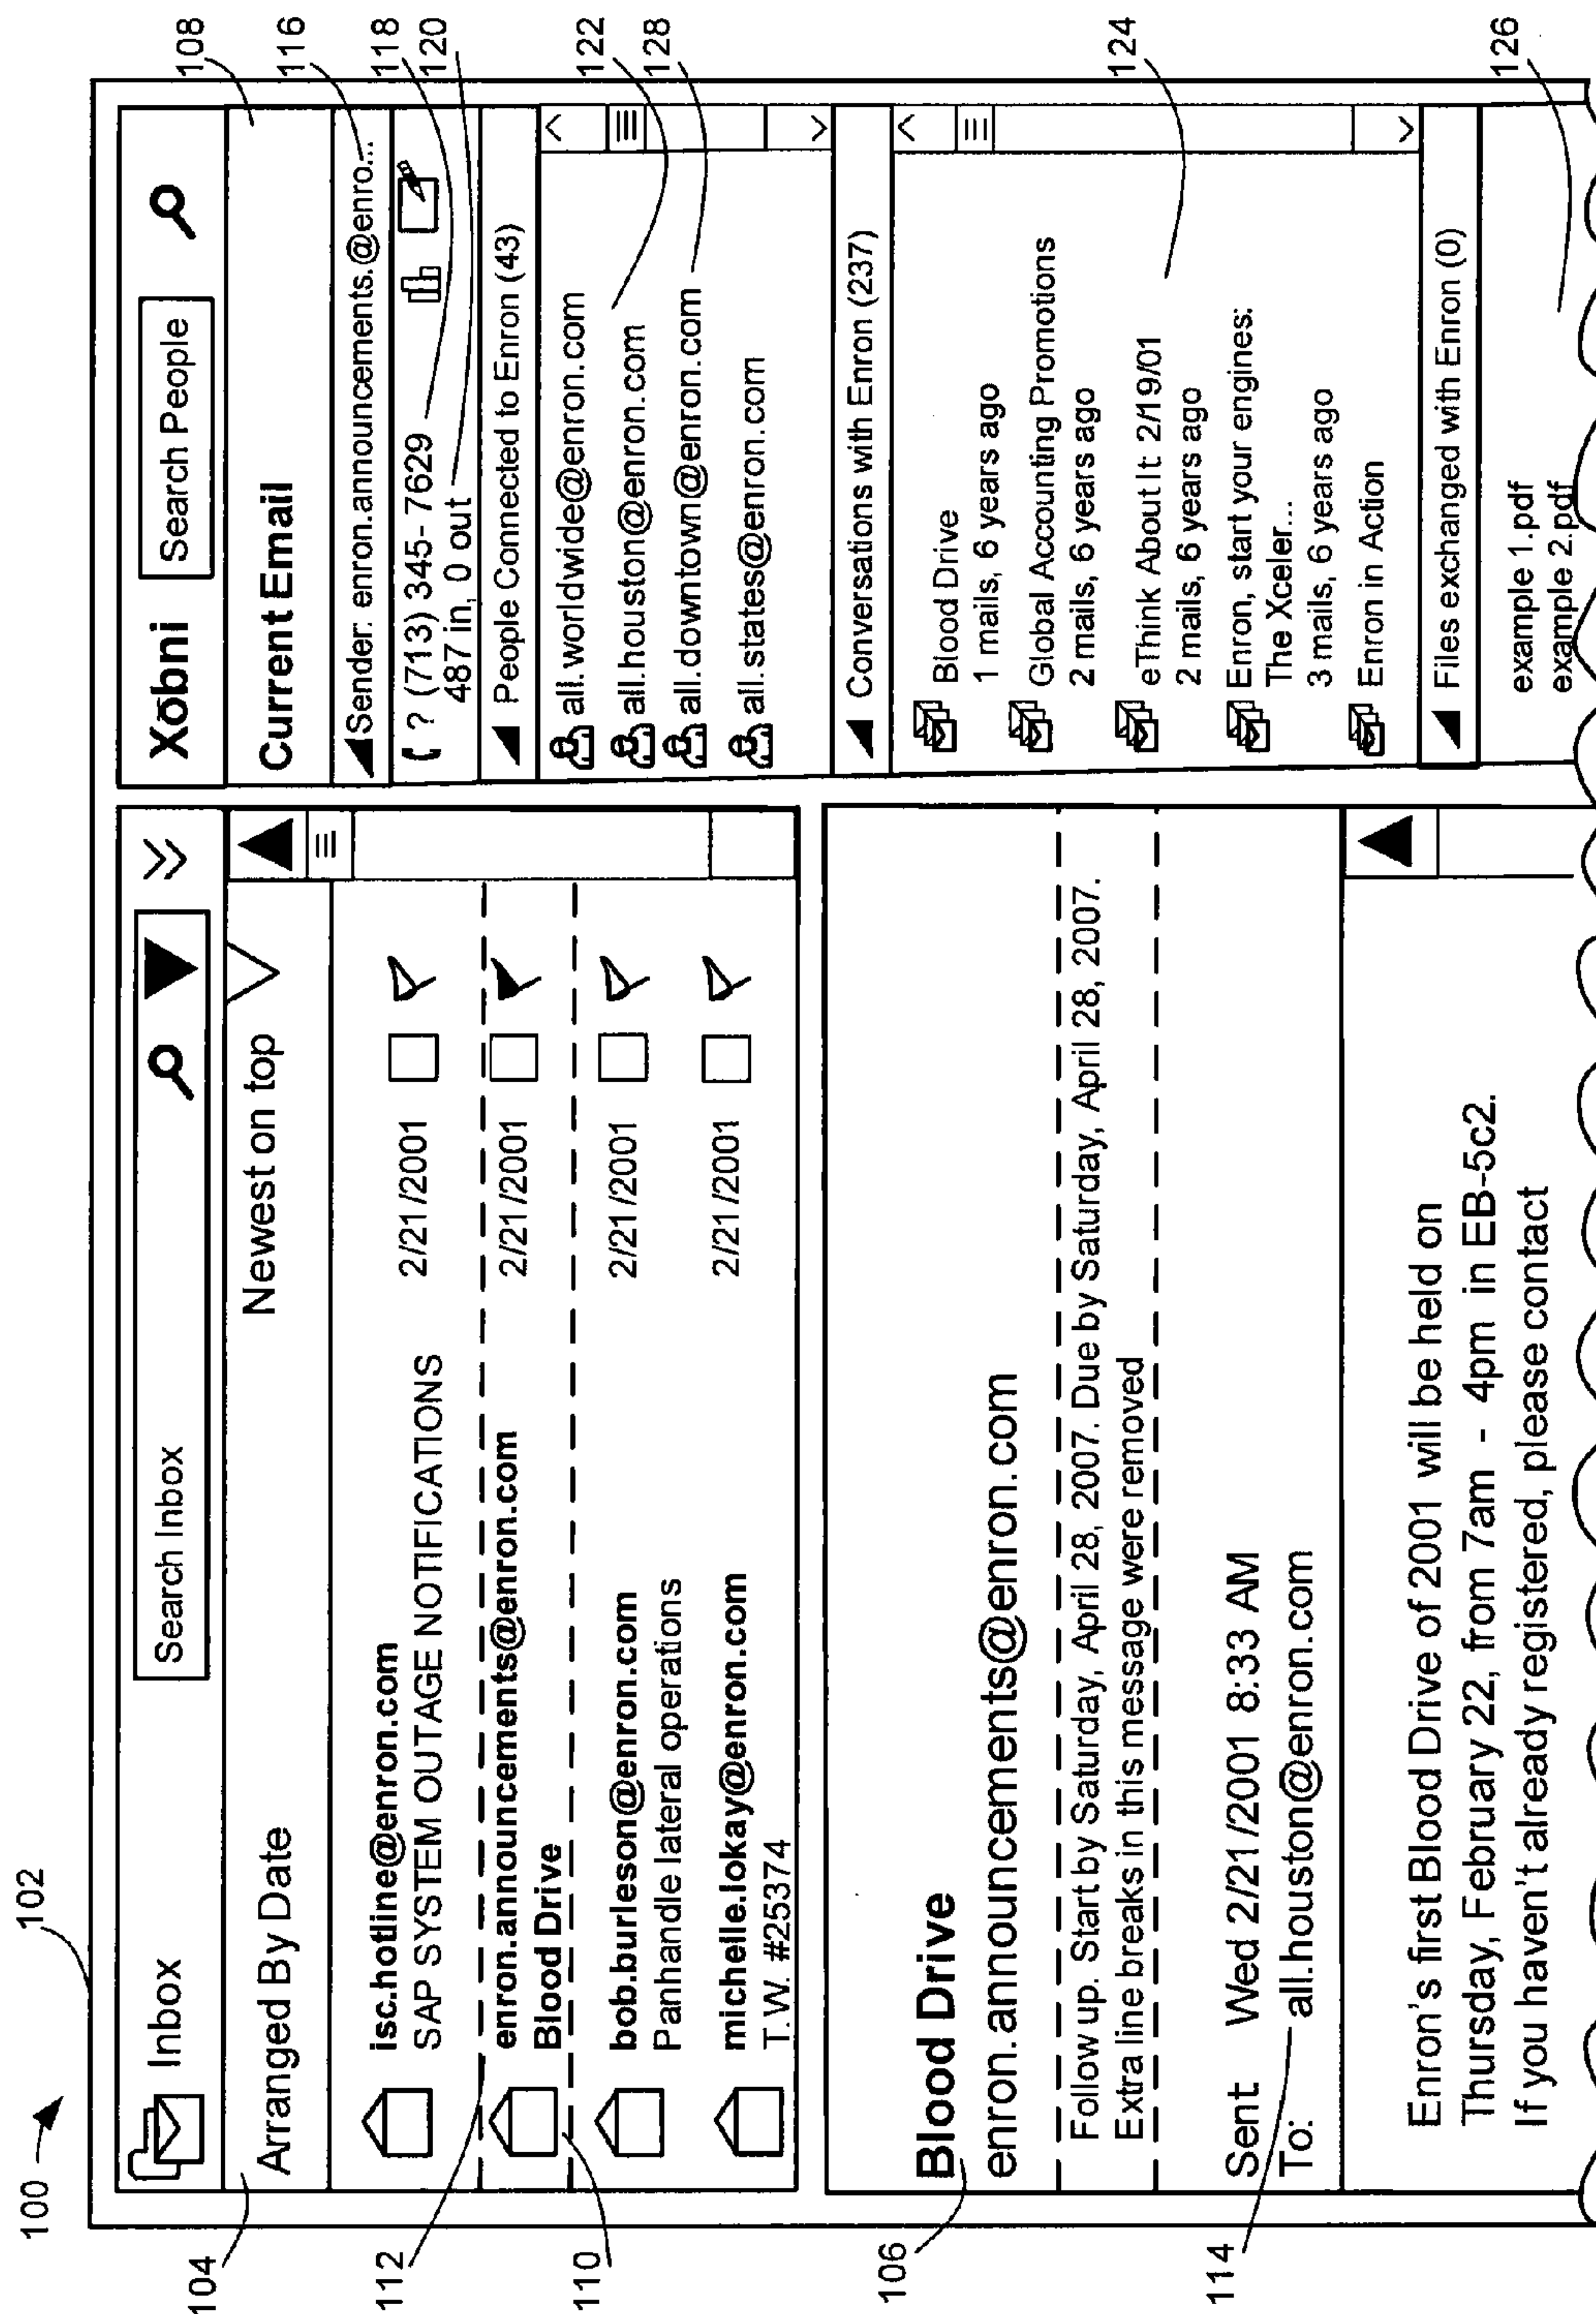 100
102
Inbox
Search Inbox
104
Arranged By Date
Newest on top
isc.hotline@enron.com
SAP SYSTEM OUTAGE NOTIFICATIONS
2/21/2001
112
enron.announcements@enron.com
Blood Drive
2/21/2001
110
bob.burleson@enron.com
Panhandle lateral operations
2/21/2001
michelle.lokay@enron.com
T.W. #25374
2/21/2001
106
Blood Drive
enron.announcements@enron.com
Follow up. Start by Saturday, April 28, 2007. Due by Saturday, April 28, 2007.
Extra line breaks in this message were removed
Sent Wed 2/21/2001 8:33 AM
To: all.houston@enron.com
114
Enron's first Blood Drive of 2001 will be held on
Thursday, February 22, from 7am - 4pm in EB-5c2.
If you haven't already registered, please contact
Xobni
Search People
108
Current Email
116
Sender: enron.announcements.@enro...
118
? (713) 345-7629
120
487 in, 0 out
People Connected to Enron (43)
all.worldwide@enron.com
122
all.houston@enron.com
128
all.downtown@enron.com
all.states@enron.com
Conversations with Enron (237)
Blood Drive
1 mails, 6 years ago
Global Accounting Promotions
2 mails, 6 years ago
124
eThink About It 2/19/01
2 mails, 6 years ago
Enron, start your engines:
The Xceler...
3 mails, 6 years ago
Enron in Action
Files exchanged with Enron (0)
126
example 1.pdf
example 2.pdf